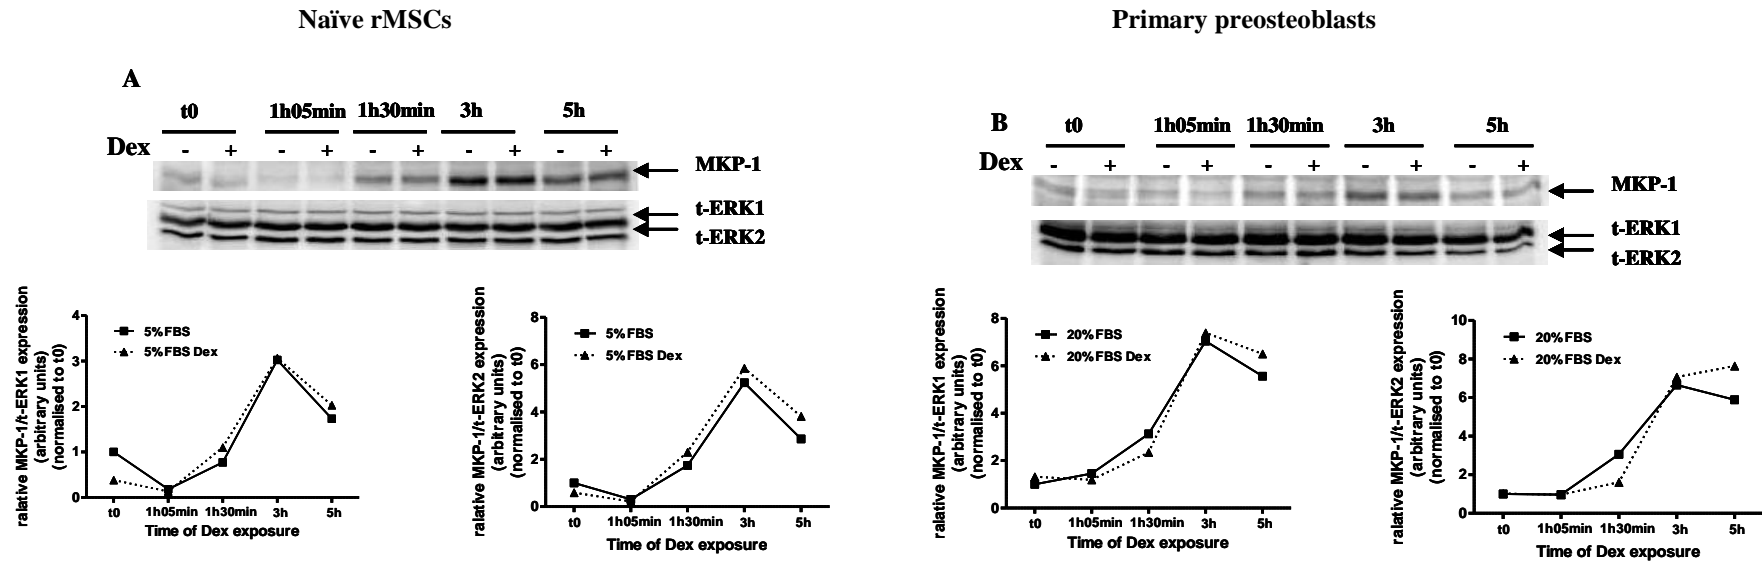 Naïve rMSCs
Primary preosteoblasts
A
t0 1h05min 1h30min 3h 5h
Dex - + - + - + - + - +
MKP-1
t-ERK1
t-ERK2
B
t0 1h05min 1h30min 3h 5h
Dex - + - + - + - + - +
MKP-1
t-ERK1
t-ERK2
ralative MKP-1/t-ERK1 expression
(arbitrary units)
(normalised to t0)
4
3
2
1
0
5%FBS
5%FBS Dex
t0 1h05min 1h30min 3h 5h
Time of Dex exposure
ralative MKP-1/t-ERK2 expression
(arbitrary units)
(normalised to t0)
8
6
4
2
0
5%FBS
5%FBS Dex
t0 1h05min 1h30min 3h 5h
Time of Dex exposure
ralative MKP-1/t-ERK1 expression
(arbitrary units)
(normalised to t0)
8
6
4
2
0
20%FBS
20%FBS Dex
t0 1h05min 1h30min 3h 5h
Time of Dex exposure
ralative MKP-1/t-ERK2 expression
(arbitrary units)
(normalised to t0)
10
8
6
4
2
0
20%FBS
20%FBS Dex
t0 1h05min 1h30min 3h 5h
Time of Dex exposure